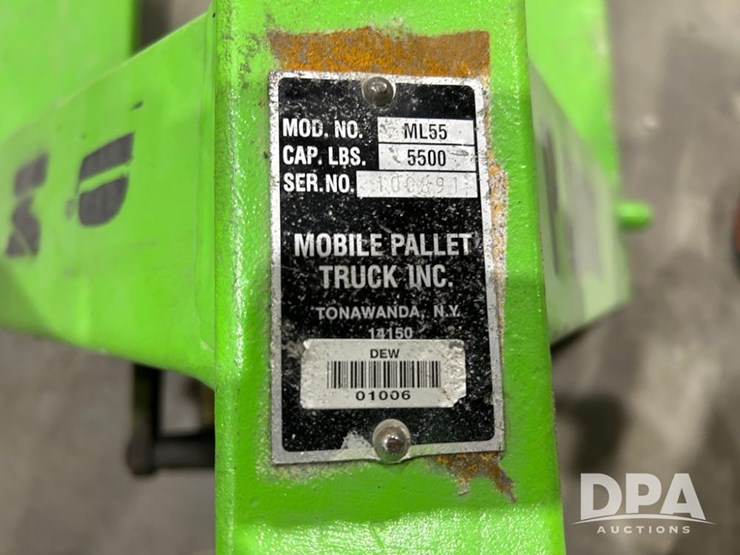 MOD. NO. ML55
CAP. LBS. 5500
SER. NO.
MOBILE PALLET
TRUCK INC.
TONAWANDA, N.Y.
14150
DEW
01006
DPA
AUCTIONS